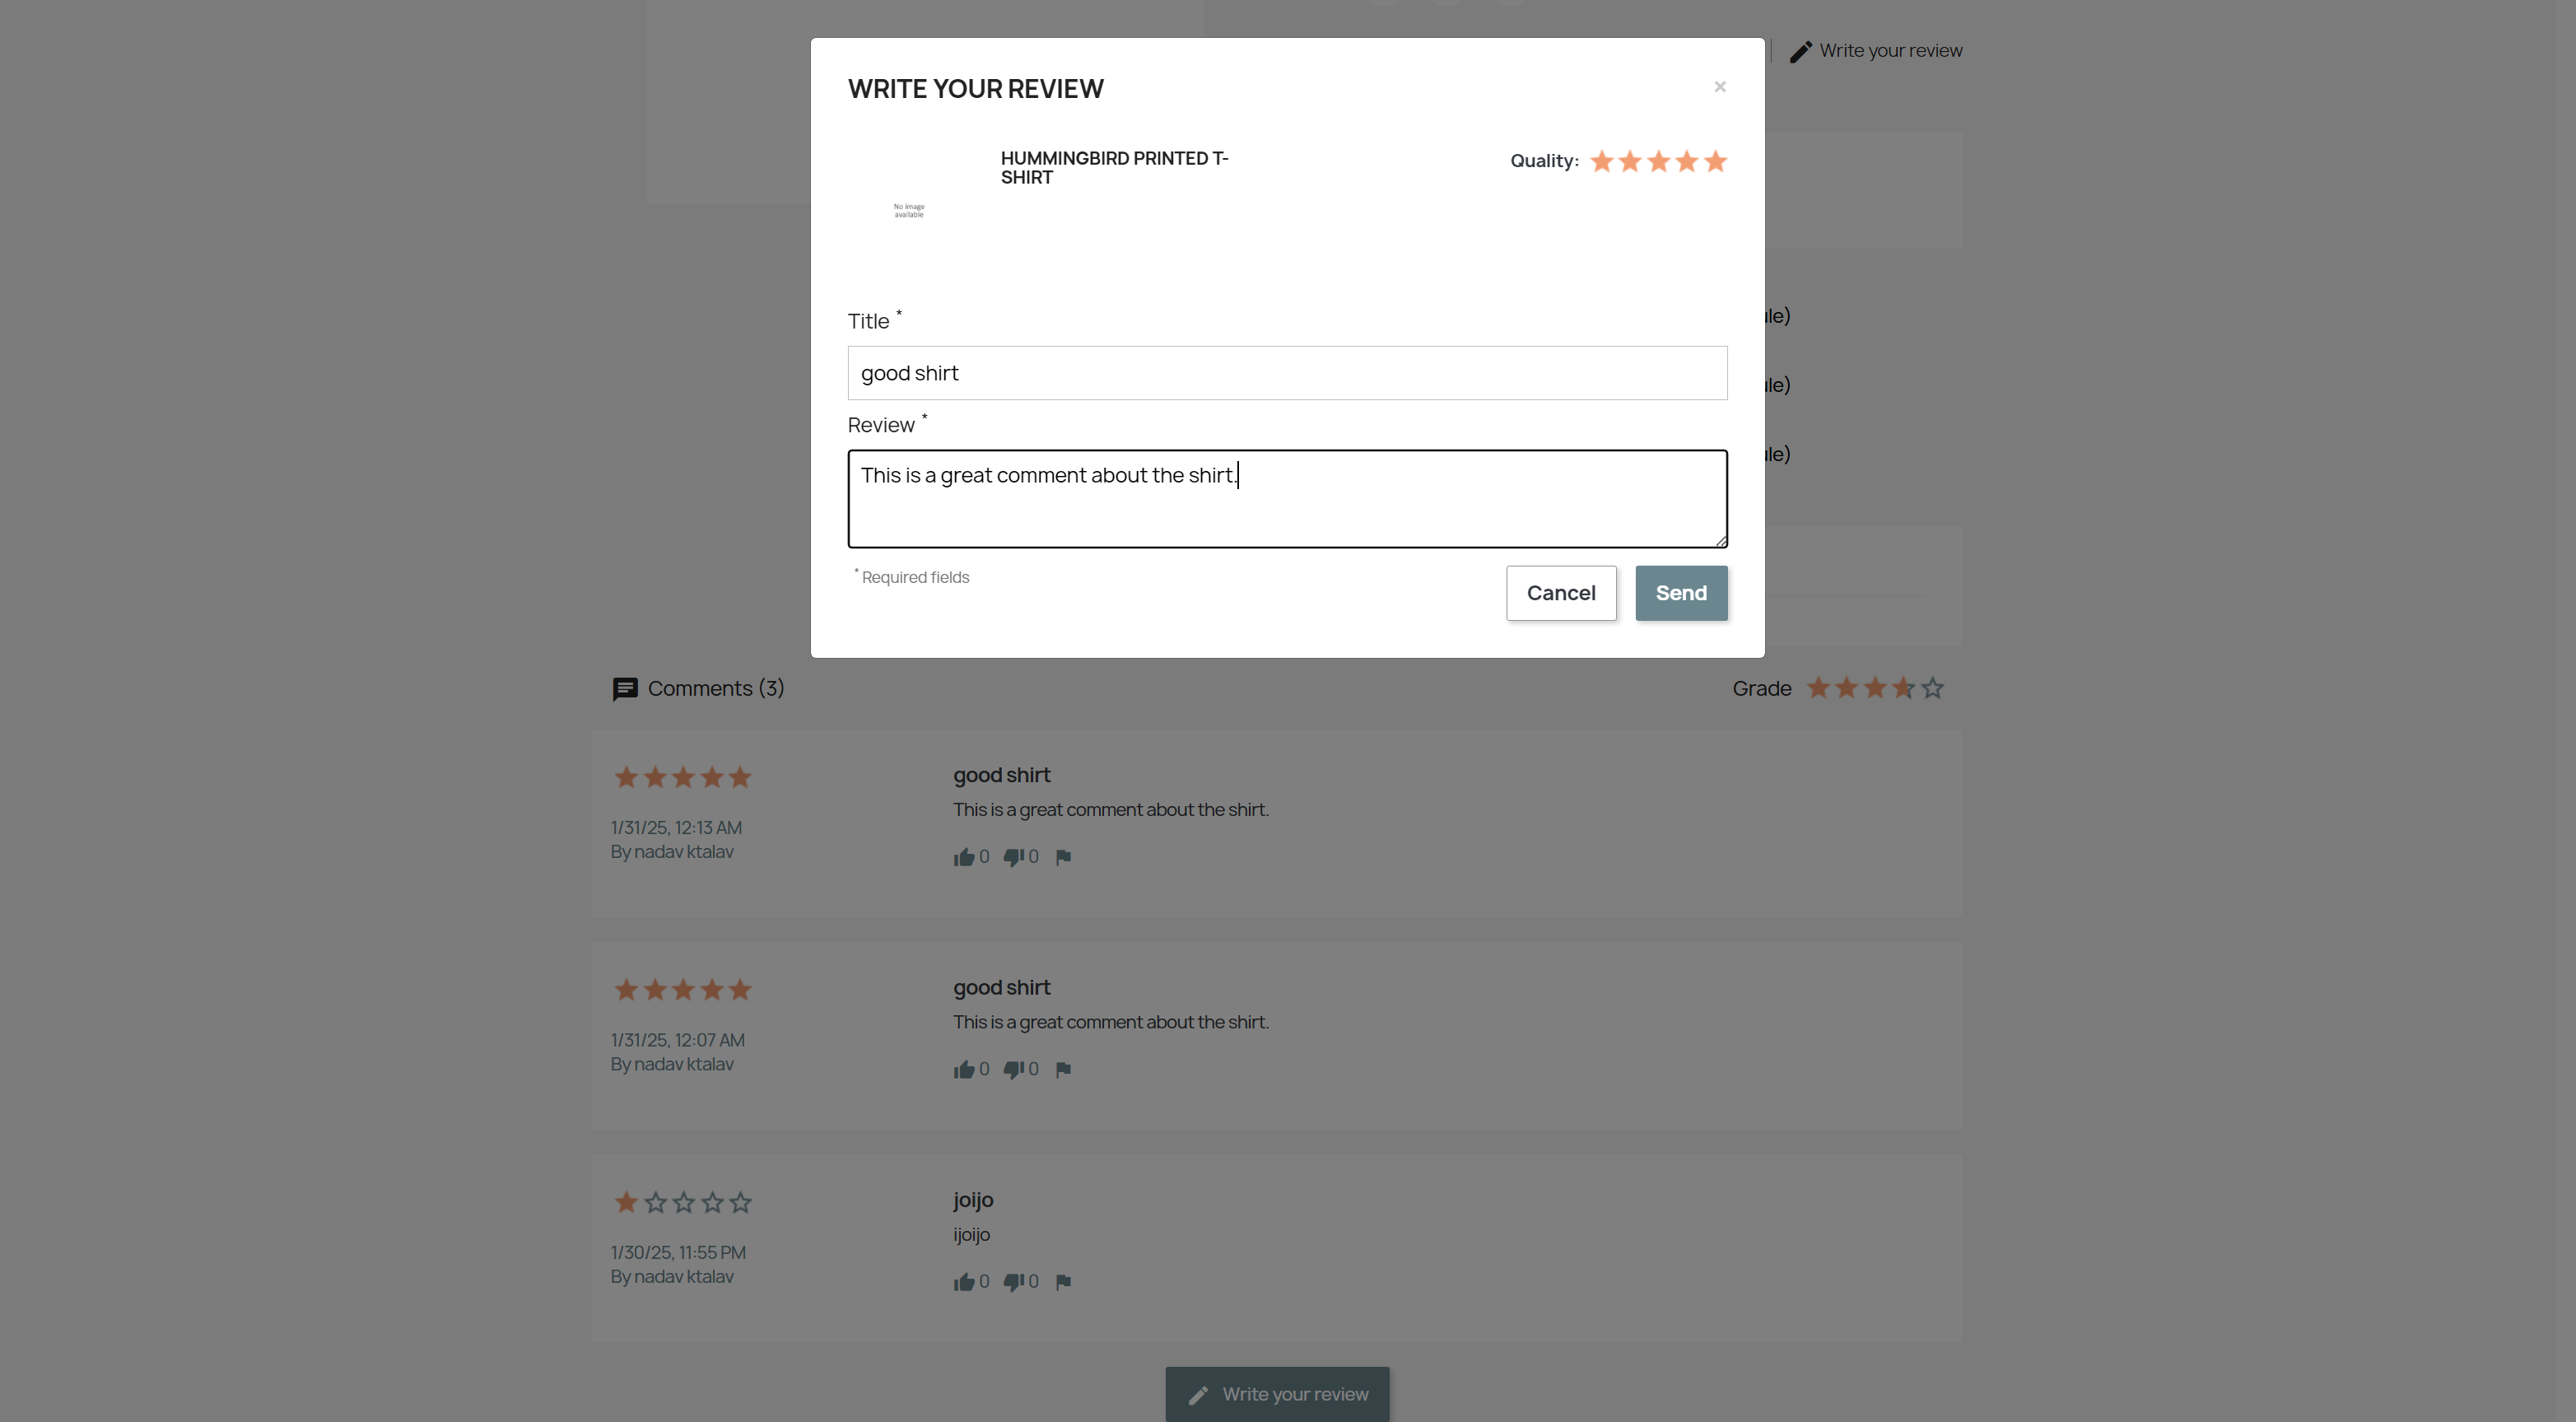 Write your review
WRITE YOUR REVIEW
×
HUMMINGBIRD PRINTED T-
SHIRT
Quality:
No image
available
Title *
good shirt
Review *
This is a great comment about the shirt.
* Required fields
Cancel
Send
Comments (3)
Grade
good shirt
This is a great comment about the shirt.
1/31/25, 12:13 AM
By nadav ktalav
0 0
good shirt
This is a great comment about the shirt.
1/31/25, 12:07 AM
By nadav ktalav
0 0
joijo
ijoijo
1/30/25, 11:55 PM
By nadav ktalav
0 0
Write your review